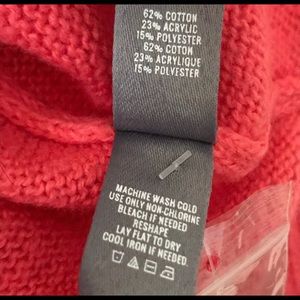 62% COTTON
23% ACRYLIC
15% POLYESTER
62% COTON
23% ACRYLIQUE
15% POLYESTER
MACHINE WASH COLD
USE ONLY NON-CHLORINE
BLEACH IF NEEDED
RESHAPE
LAY FLAT TO DRY
COOL IRON IF NEEDED.